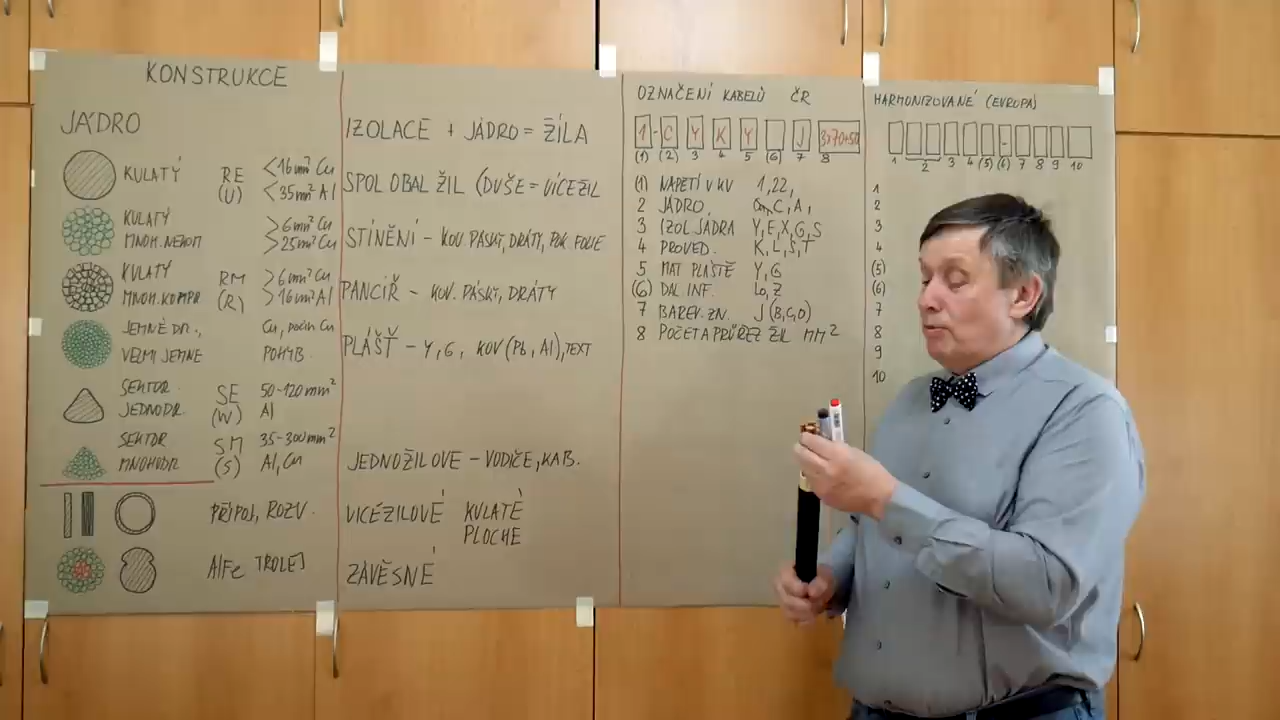 KONSTRUKCE
JÁDRO
KULATÝ RE <16mm² Cu
(U) <35mm² Al
KULATÝ >6mm² Cu
MNOH. NEKOM >25mm² Cu
KULATÝ RM >6mm² Cu
MNOH. KOMPR (R) >16mm² Al
JEMNĚ DR., Cu, pocín Cu
VELMI JEMNE POHYB.
SEKTOR. SE 50-120mm²
JEDNODR. (W) Al
SEKTOR SM 35-300mm²
MNOHODR (S) Al, Cu
PŘÍPOJ, ROZV.
AlFe TROLEJ
IZOLACE + JÁDRO = ŽÍLA
SPOL OBAL ŽIL (DUŠE = VÍCEŽIL
STÍNĚNÍ - KOV. PÁSKY, DRÁTY, POK. FOLIE
PANCÍŘ - KOV. PÁSKY, DRÁTY
PLÁŠŤ - Y, G, KOV (Pb, Al), TEXT
JEDNOŽILOVE - VODIČE, KAB.
VICEŽILOVÉ KULATÉ
PLOCHE
ZÁVĚSNÉ
OZNAČENÍ KABELŮ ČR
1 - C Y K Y J 3x70+50
(1) (2) 3 4 5 (6) 7 8
(1) NAPĚTÍ V KV 1, 22,
2 JÁDRO C, A,
3 IZOL. JÁDRA Y, E, X, G, S
4 PROVED. K, L, Š, T
5 MAT PLÁŠTĚ Y, G
(6) DAL. INF. Lo, Z
7 BAREV. ZN. J (B, C, D)
8 POČET A PRŮŘEZ ŽIL MM²
HARMONIZOVANÉ (EVROPA)
-
1 2 3 4 (5) (6) 7 8 9 10
1
2
3
4
(5)
(6)
7
8
9
10